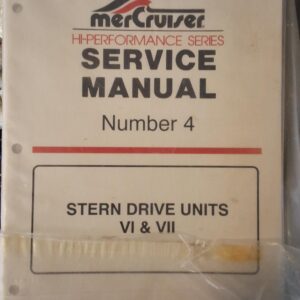 merCruiser
HI-PERFORMANCE SERIES
SERVICE
MANUAL
Number 4
STERN DRIVE UNITS
VI & VII